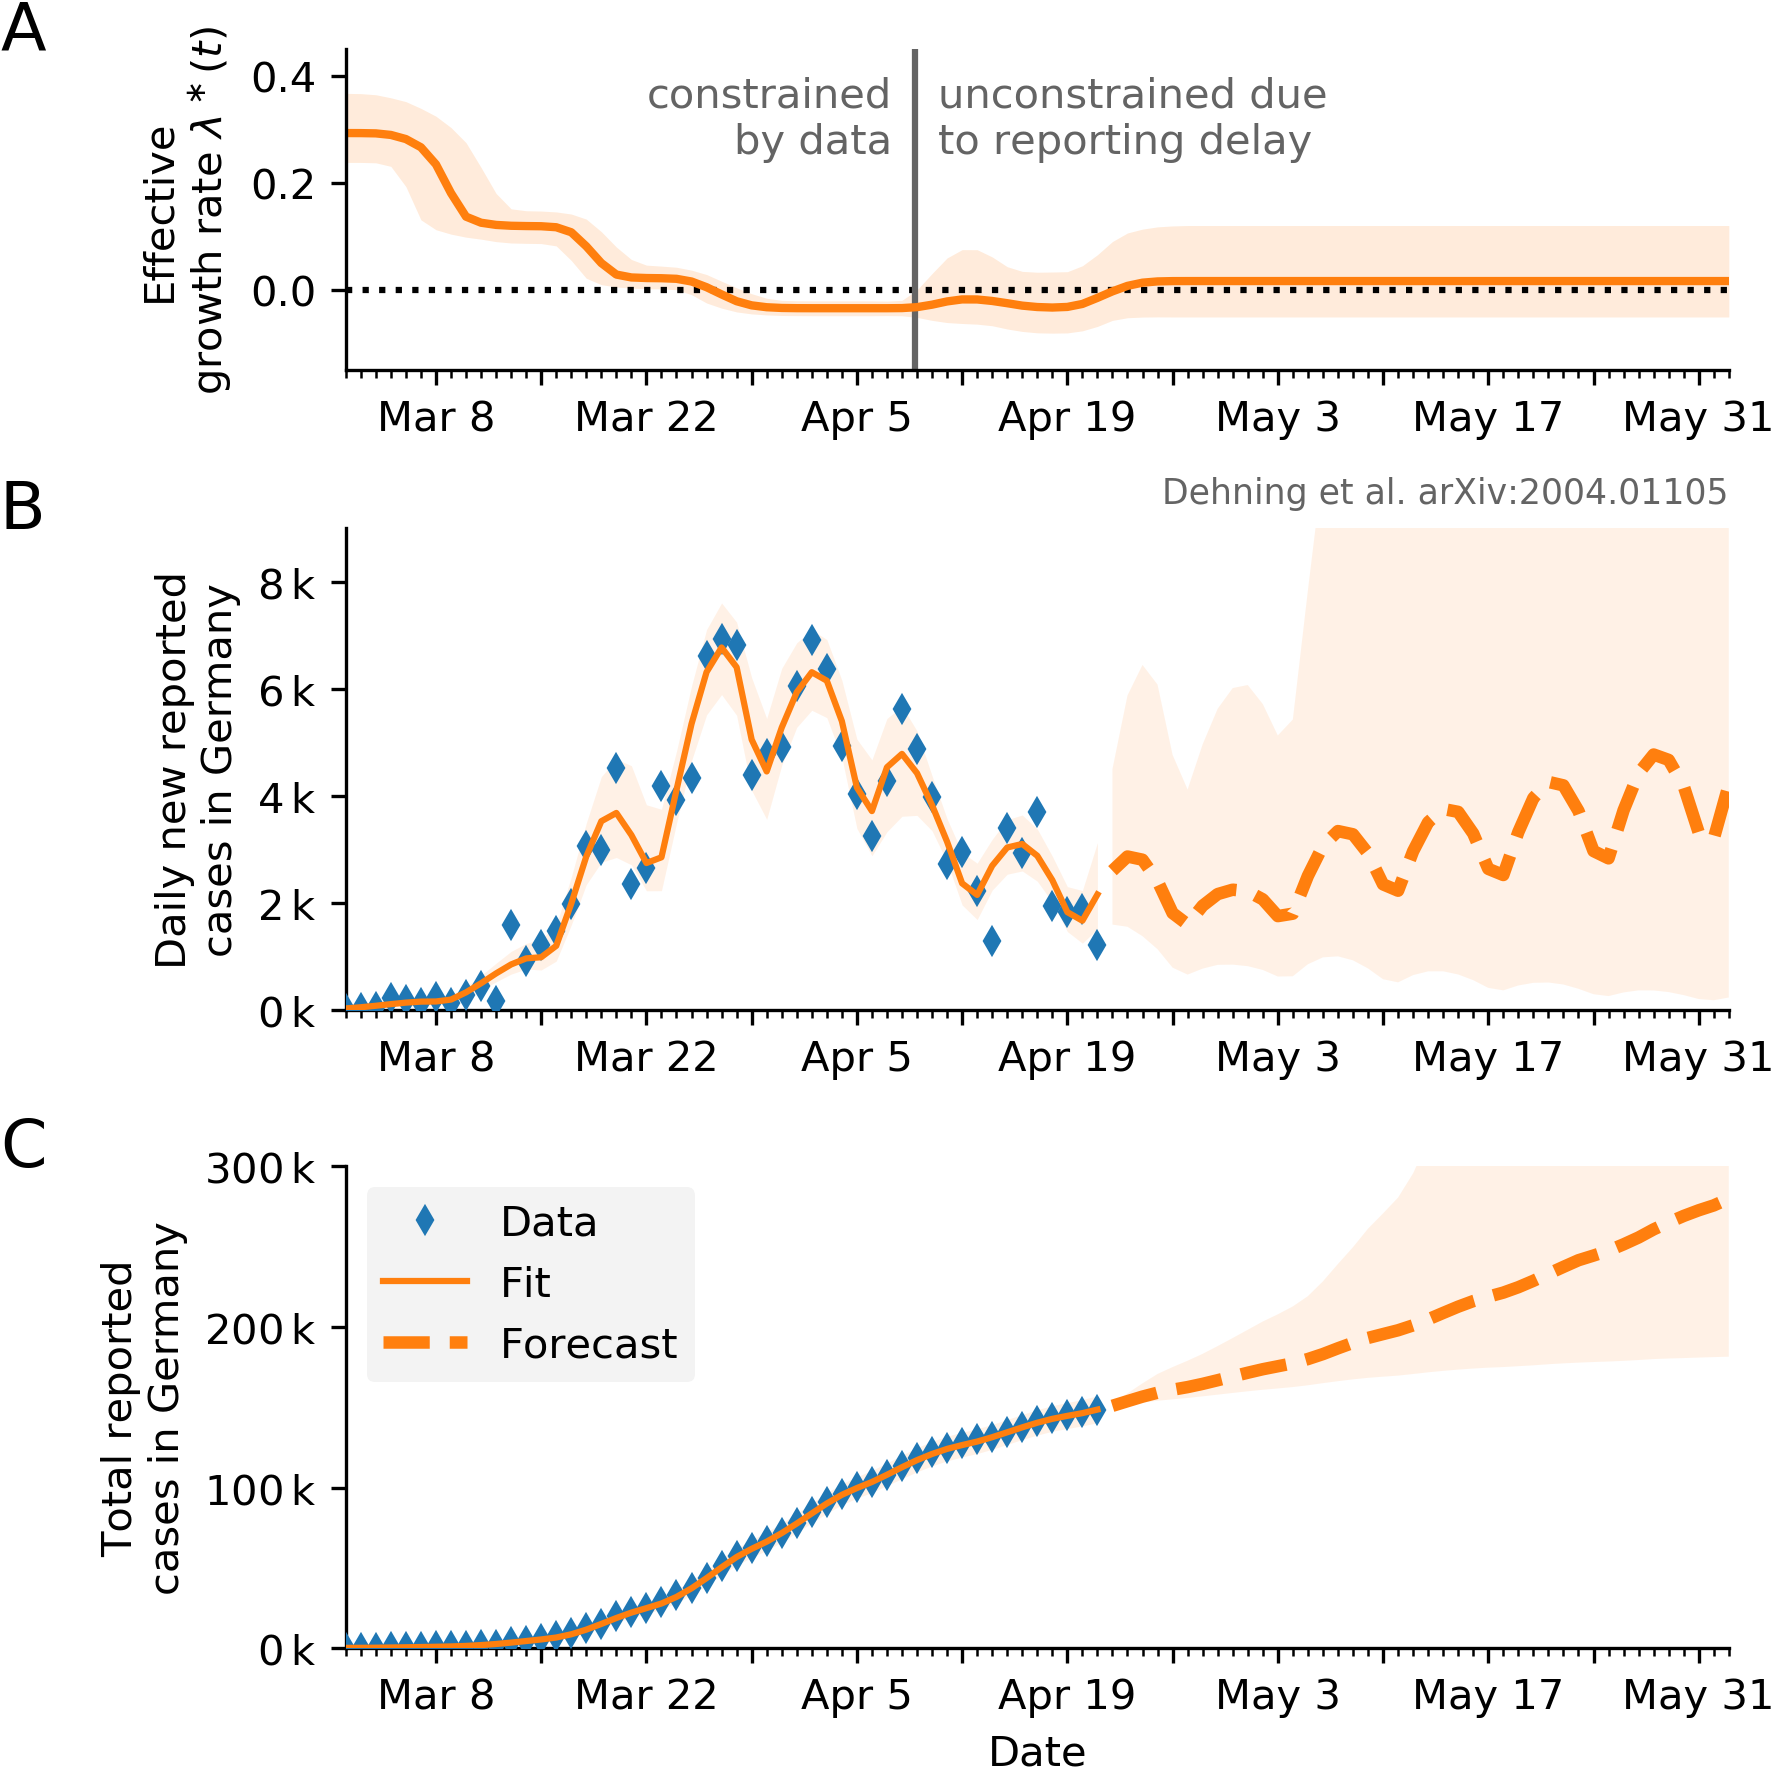 A
Effective
growth rate λ * (t)
0.4
0.2
0.0
constrained
by data
unconstrained due
to reporting delay
Mar 8
Mar 22
Apr 5
Apr 19
May 3
May 17
May 31
B
Dehning et al. arXiv:2004.01105
Daily new reported
cases in Germany
8 k
6 k
4 k
2 k
0 k
Mar 8
Mar 22
Apr 5
Apr 19
May 3
May 17
May 31
C
Total reported
cases in Germany
300 k
200 k
100 k
0 k
Data
Fit
Forecast
Mar 8
Mar 22
Apr 5
Apr 19
May 3
May 17
May 31
Date